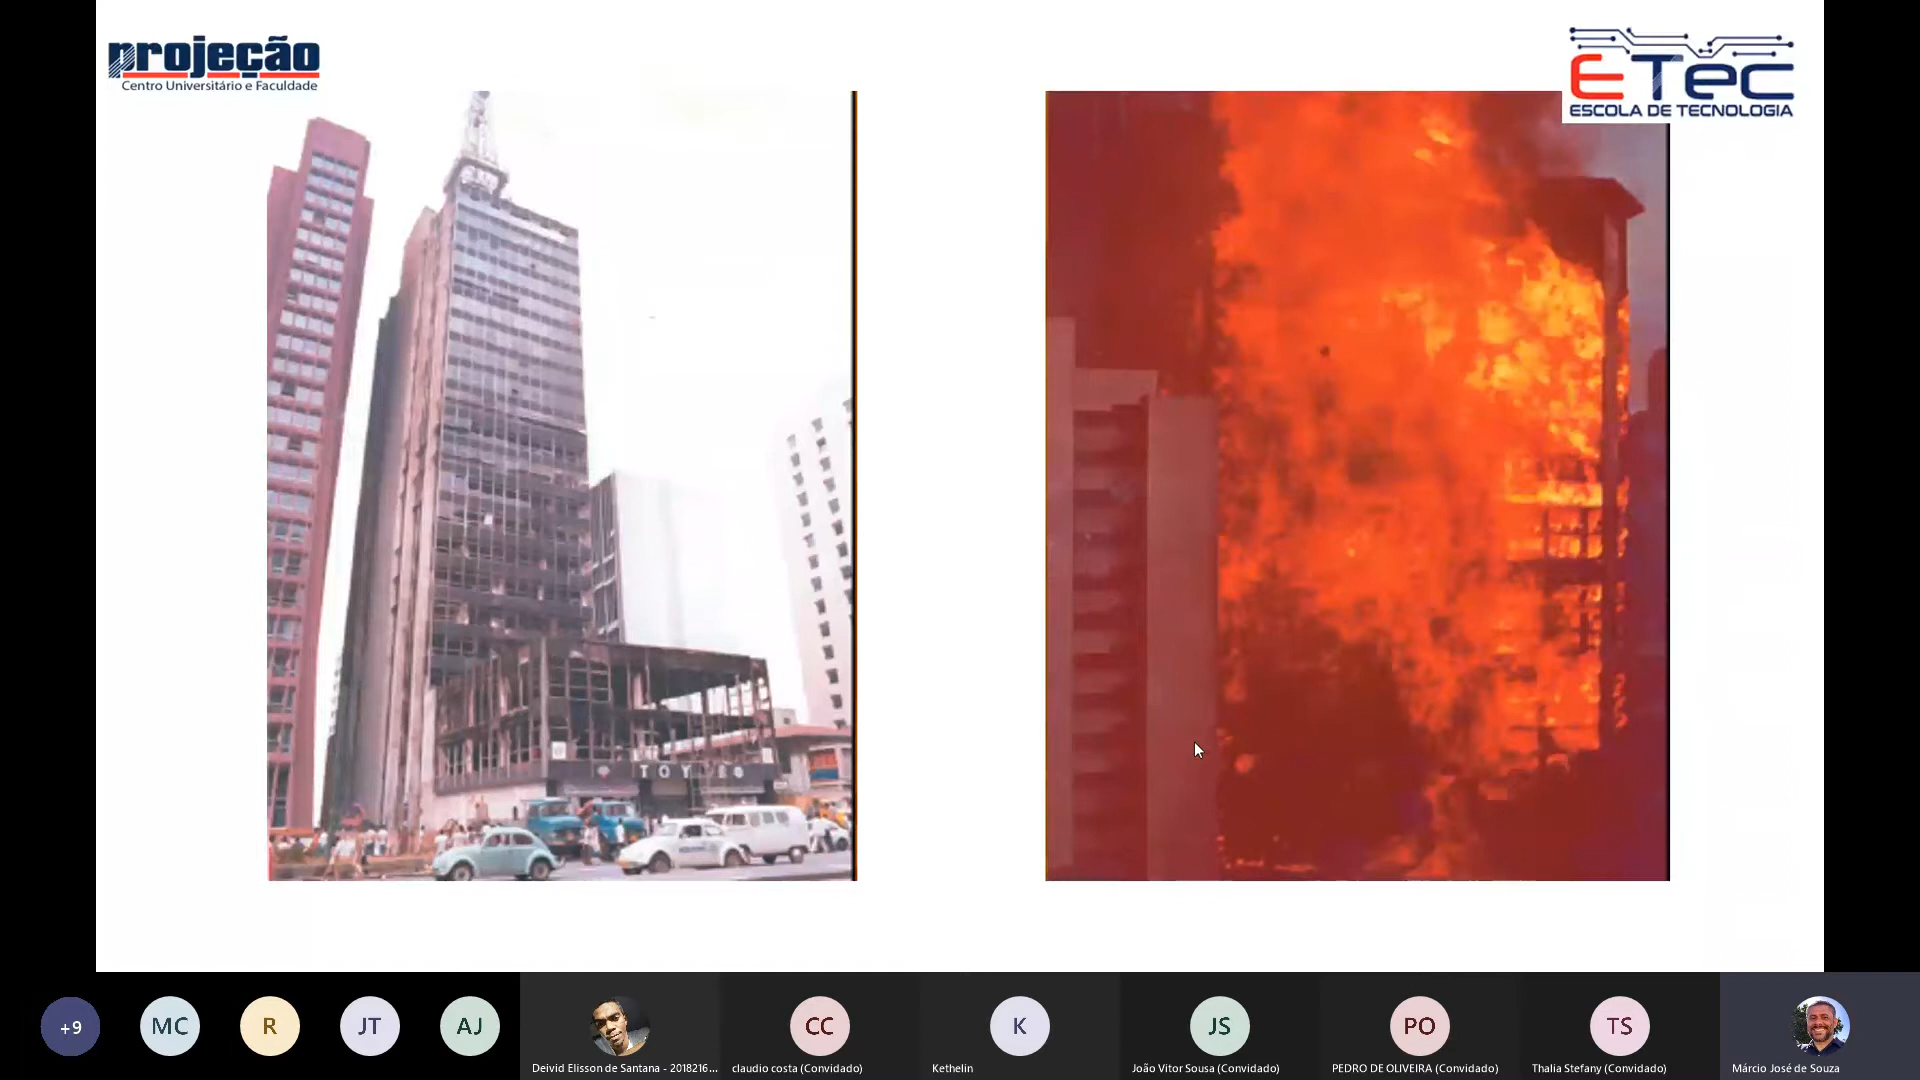 projeção
Centro Universitário e Faculdade
ETec
ESCOLA DE TECNOLOGIA
+9
MC
R
JT
AJ
Deivid Elisson de Santana - 2018216...
CC
claudio costa (Convidado)
K
Kethelin
JS
João Vitor Sousa (Convidado)
PO
PEDRO DE OLIVEIRA (Convidado)
TS
Thalia Stefany (Convidado)
Márcio José de Souza